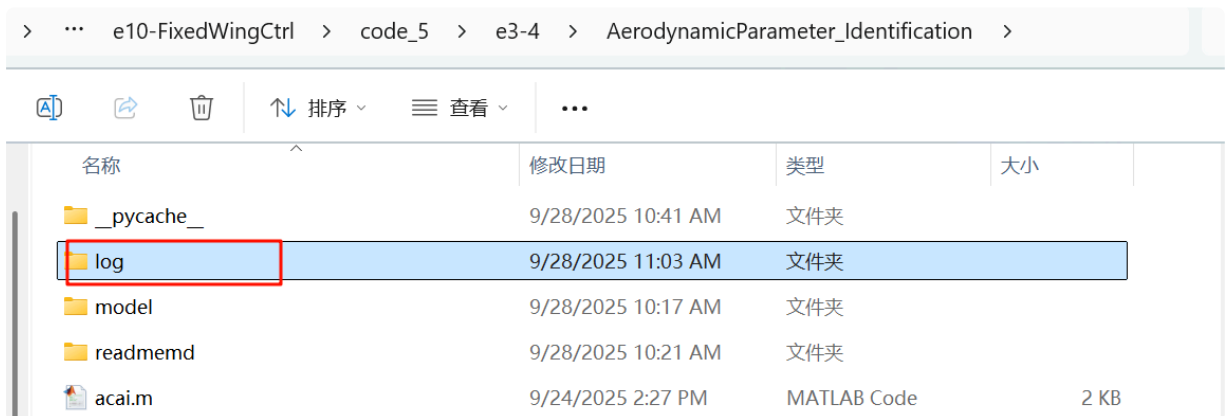 > ... e10-FixedWingCtrl > code_5 > e3-4 > AerodynamicParameter_Identification >
A 排序 查看 ...
名称 修改日期 类型 大小
__pycache__ 9/28/2025 10:41 AM 文件夹
log 9/28/2025 11:03 AM 文件夹
model 9/28/2025 10:17 AM 文件夹
readmemd 9/28/2025 10:21 AM 文件夹
acai.m 9/24/2025 2:27 PM MATLAB Code 2 KB